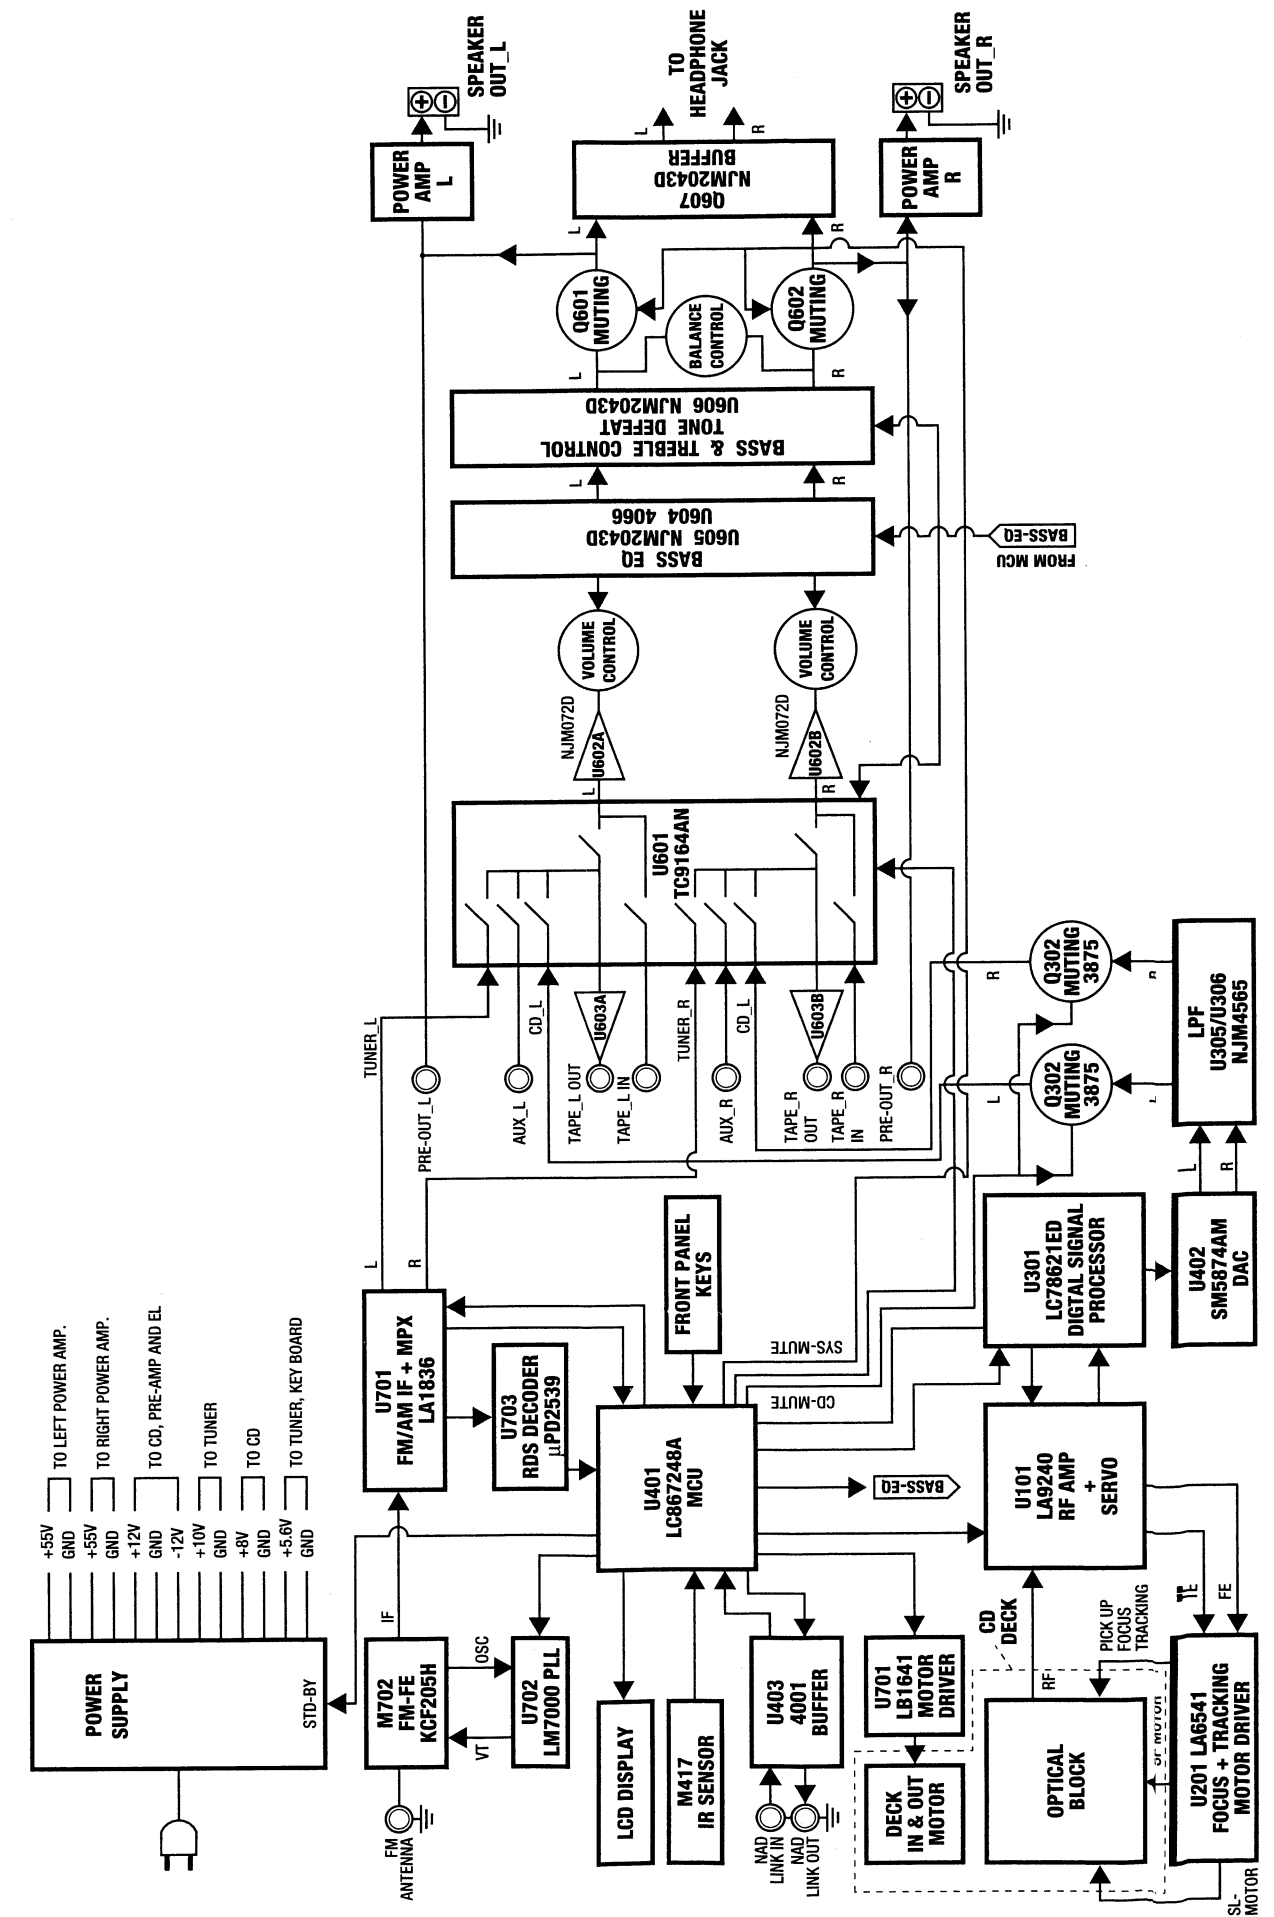 POWER
SUPPLY
STD-BY
+55V
GND
+55V
GND
+12V
GND
-12V
+10V
GND
+8V
GND
+5.6V
GND
TO LEFT POWER AMP.
TO RIGHT POWER AMP.
TO CD, PRE-AMP AND EL
TO TUNER
TO CD
TO TUNER, KEY BOARD
FM
ANTENNA
M702
FM-FE
KCF205H
IF
VT
OSC
U702
LM7000 PLL
U701
FM/AM IF + MPX
LA1836
L
R
U703
RDS DECODER
µPD2539
LCD DISPLAY
M417
IR SENSOR
NAD
LINK IN
NAD
LINK OUT
U403
4001
BUFFER
U401
LC867248A
MCU
FRONT PANEL
KEYS
SYS-MUTE
CD-MUTE
BASS-EQ
U701
LB1641
MOTOR
DRIVER
DECK
IN & OUT
MOTOR
CD
DECK
OPTICAL
BLOCK
RF
PICK UP
FOCUS
TRACKING
SP MOTOR
SL-
MOTOR
U201 LA6541
FOCUS + TRACKING
MOTOR DRIVER
TE
FE
U101
LA9240
RF AMP
+
SERVO
U301
LC78621ED
DIGTAL SIGNAL
PROCESSOR
U402
SM5874AM
DAC
L
R
LPF
U305/U306
NJM4565
L
R
Q302
MUTING
3875
Q302
MUTING
3875
L
R
TUNER_L
PRE-OUT_L
AUX_L
CD_L
TAPE_L OUT
TAPE_L IN
TUNER_R
AUX_R
CD_L
TAPE_R
OUT
TAPE_R
IN
PRE-OUT_R
U603A
U603B
U601
TC9164AN
L
R
U602A
NJM072D
U602B
NJM072D
VOLUME
CONTROL
VOLUME
CONTROL
BASS EQ
U605 NJM2043D
U604 4066
FROM MCU
BASS-EQ
L
R
BASS & TREBLE CONTROL
TONE DEFEAT
U606 NJM2043D
L
R
BALANCE
CONTROL
Q601
MUTING
Q602
MUTING
L
R
Q607
NJM2043D
BUFFER
L
R
TO
HEADPHONE
JACK
POWER
AMP
L
SPEAKER
OUT_L
POWER
AMP
R
SPEAKER
OUT_R